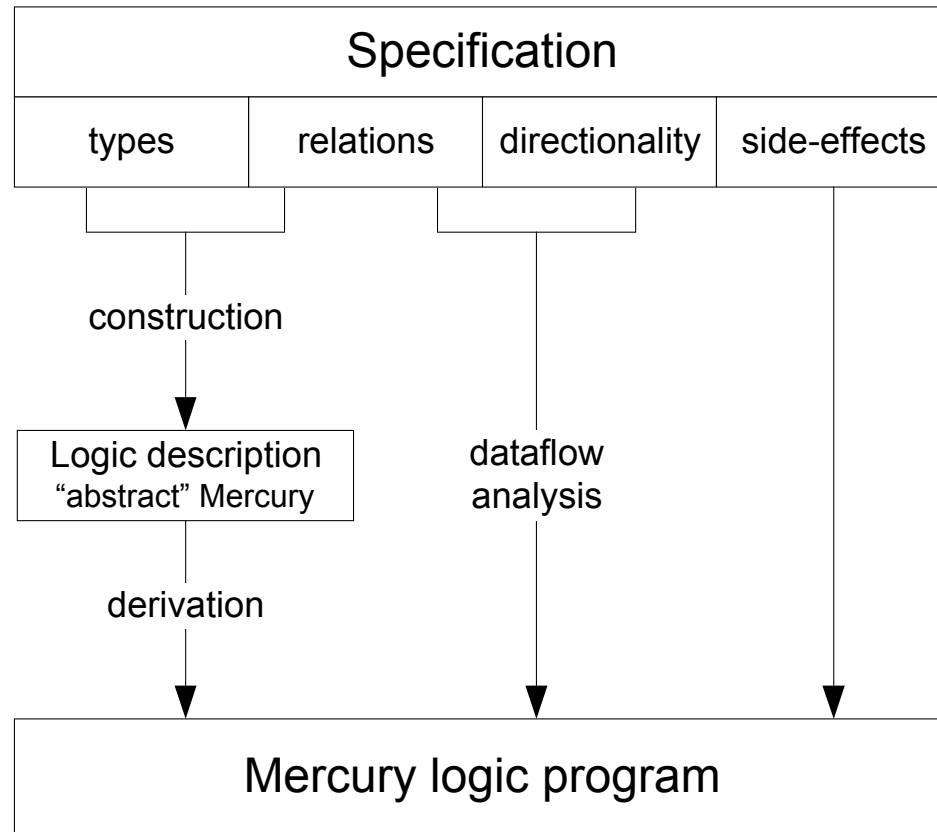 Specification
types relations directionality side-effects
construction
Logic description
“abstract” Mercury
dataflow
analysis
derivation
Mercury logic program